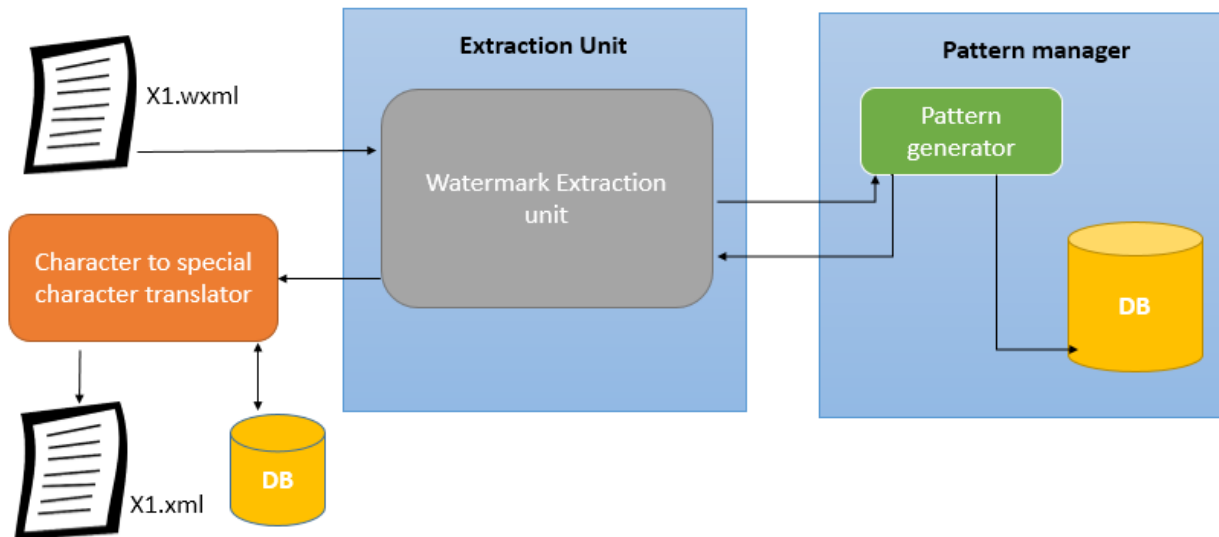 Extraction Unit
Pattern manager
X1.wxml
Pattern
generator
Watermark Extraction
unit
Character to special
character translator
DB
DB
X1.xml